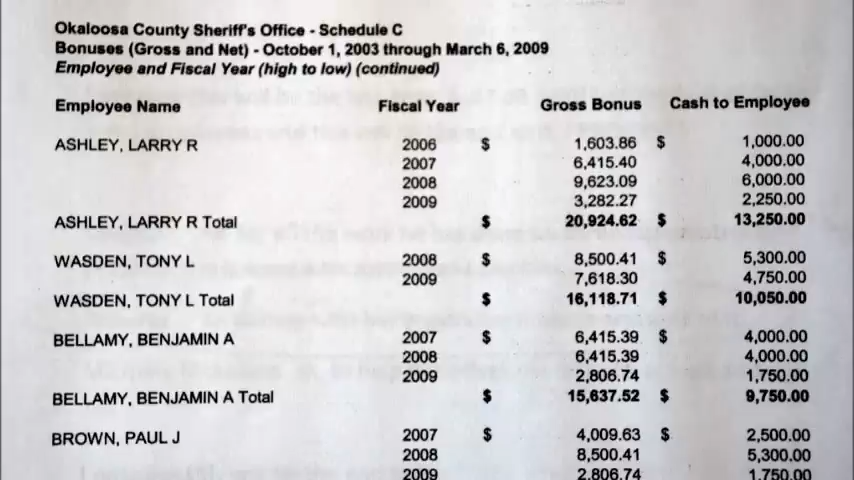 Okaloosa County Sheriff's Office - Schedule C
Bonuses (Gross and Net) - October 1, 2003 through March 6, 2009
Employee and Fiscal Year (high to low) (continued)
Employee Name Fiscal Year Gross Bonus Cash to Employee
ASHLEY, LARRY R 2006 $ 1,603.86 $ 1,000.00
2007 6,415.40 4,000.00
2008 9,623.09 6,000.00
2009 3,282.27 2,250.00
ASHLEY, LARRY R Total $ 20,924.62 $ 13,250.00
WASDEN, TONY L 2008 $ 8,500.41 $ 5,300.00
2009 7,618.30 4,750.00
WASDEN, TONY L Total $ 16,118.71 $ 10,050.00
BELLAMY, BENJAMIN A 2007 $ 6,415.39 $ 4,000.00
2008 6,415.39 4,000.00
2009 2,806.74 1,750.00
BELLAMY, BENJAMIN A Total $ 15,637.52 $ 9,750.00
BROWN, PAUL J 2007 $ 4,009.63 $ 2,500.00
2008 8,500.41 5,300.00
2009 2,806.74 1,750.00